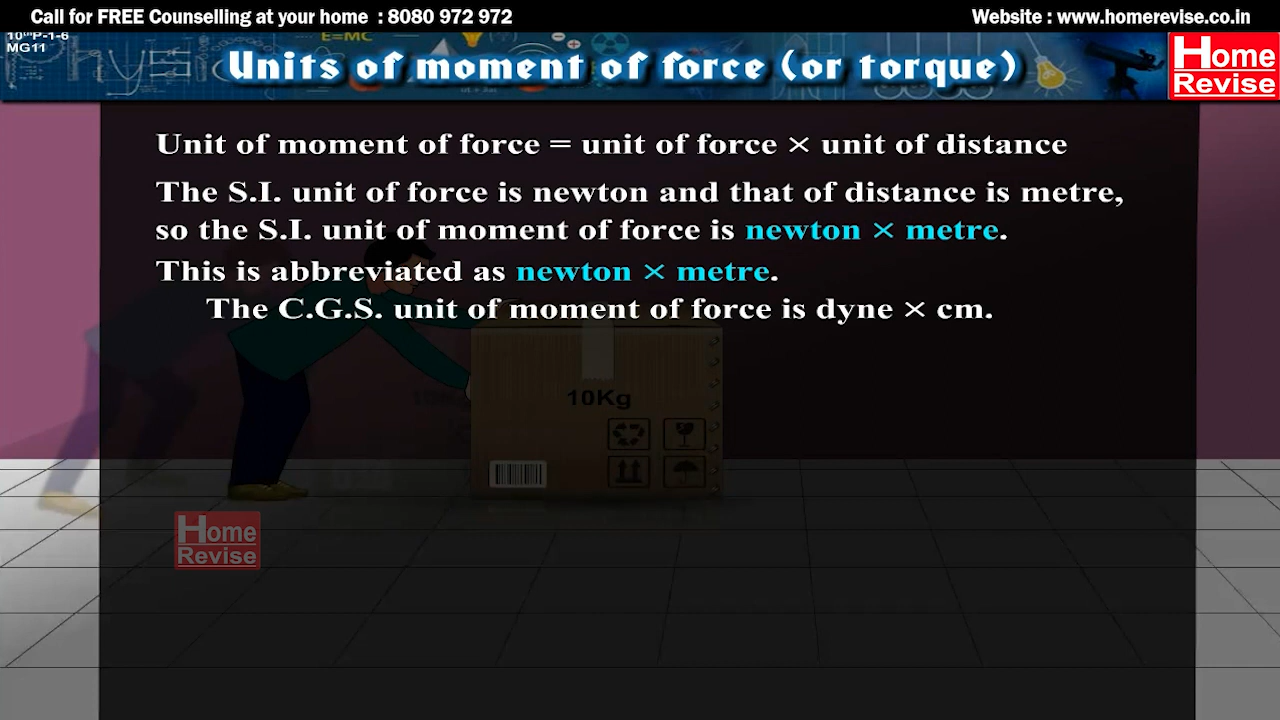 Call for FREE Counselling at your home : 8080 972 972
Website : www.homerevise.co.in
10thP-1-6
MG11
E=MC
Units of moment of force (or torque)
Home
Revise
Unit of moment of force = unit of force × unit of distance
The S.I. unit of force is newton and that of distance is metre,
so the S.I. unit of moment of force is newton × metre.
This is abbreviated as newton × metre.
The C.G.S. unit of moment of force is dyne × cm.
10Kg
Home
Revise